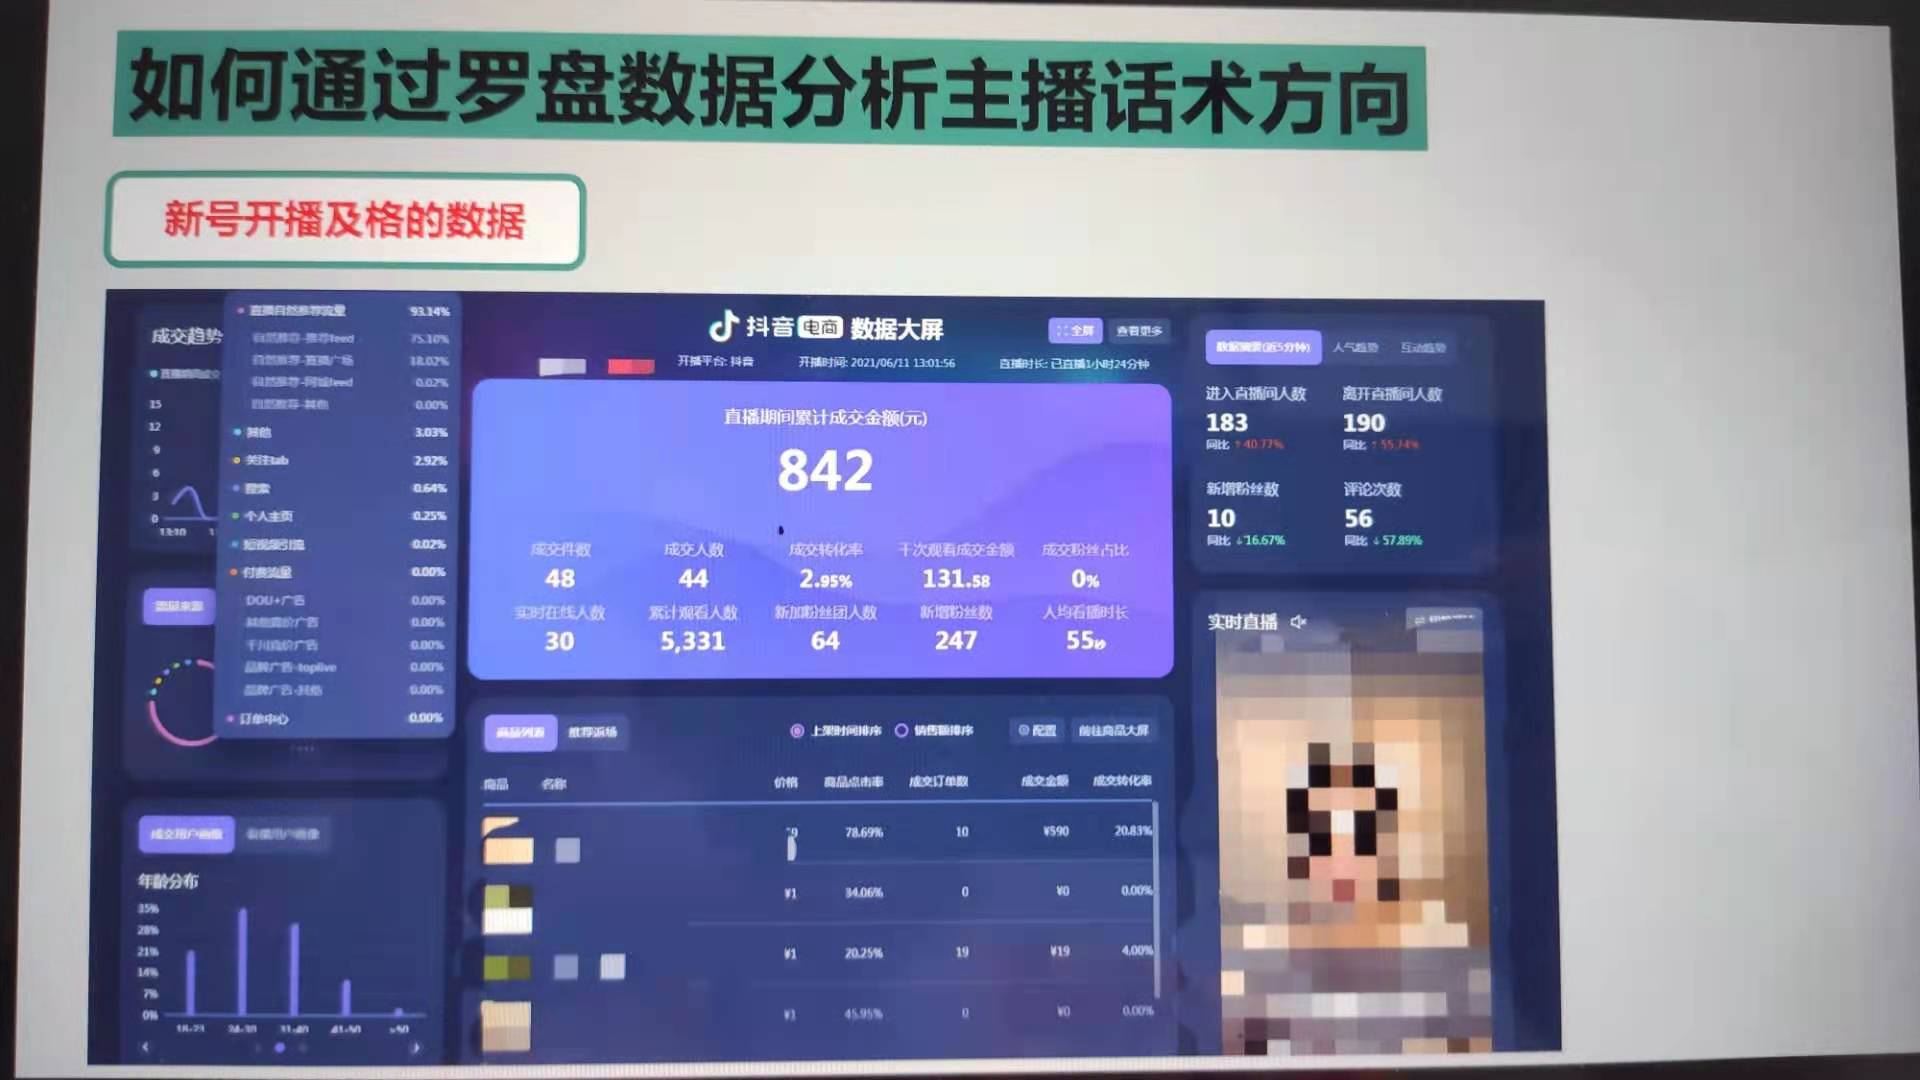 如何通过罗盘数据分析主播话术方向
新号开播及格的数据
成交趋势
15
12
9
6
3
0
13:10
直播自然推荐流量 93.14%
自然推荐-推荐feed 75.10%
自然推荐-直播广场 18.02%
自然推荐-同城feed 0.02%
自然推荐-其他 0.00%
其他 3.03%
关注tab 2.92%
搜索 0.64%
个人主页 0.25%
短视频引流 0.02%
付费流量 0.00%
DOU+广告 0.00%
其他竞价广告 0.00%
千川竞价广告 0.00%
品牌广告-toplive 0.00%
品牌广告-其他 0.00%
订单中心 0.00%
流量来源
成交用户画像 看播用户画像
年龄分布
35%
28%
21%
14%
7%
0%
18-23 24-30 31-40 41-50 >50
抖音电商 数据大屏
全屏 查看更多
开播平台: 抖音 开播时间: 2021/06/11 13:01:56 直播时长: 已直播1小时24分钟
直播期间累计成交金额(元)
842
成交件数 成交人数 成交转化率 千次观看成交金额 成交粉丝占比
48 44 2.95% 131.58 0%
实时在线人数 累计观看人数 新加粉丝团人数 新增粉丝数 人均看播时长
30 5,331 64 247 55秒
商品列表 推荐返场 上架时间排序 销售额排序 配置 前往商品大屏
商品 名称 价格 商品点击率 成交订单数 成交金额 成交转化率
78.69% 10 ¥590 20.83%
¥1 34.06% 0 ¥0 0.00%
¥1 20.25% 19 ¥19 4.00%
¥1 45.95% 0 ¥0 0.00%
数据摘要(近5分钟) 人气趋势 互动趋势
进入直播间人数 离开直播间人数
183 190
同比 ↑40.77% 同比 ↑55.74%
新增粉丝数 评论次数
10 56
同比 ↓16.67% 同比 ↓57.89%
实时直播